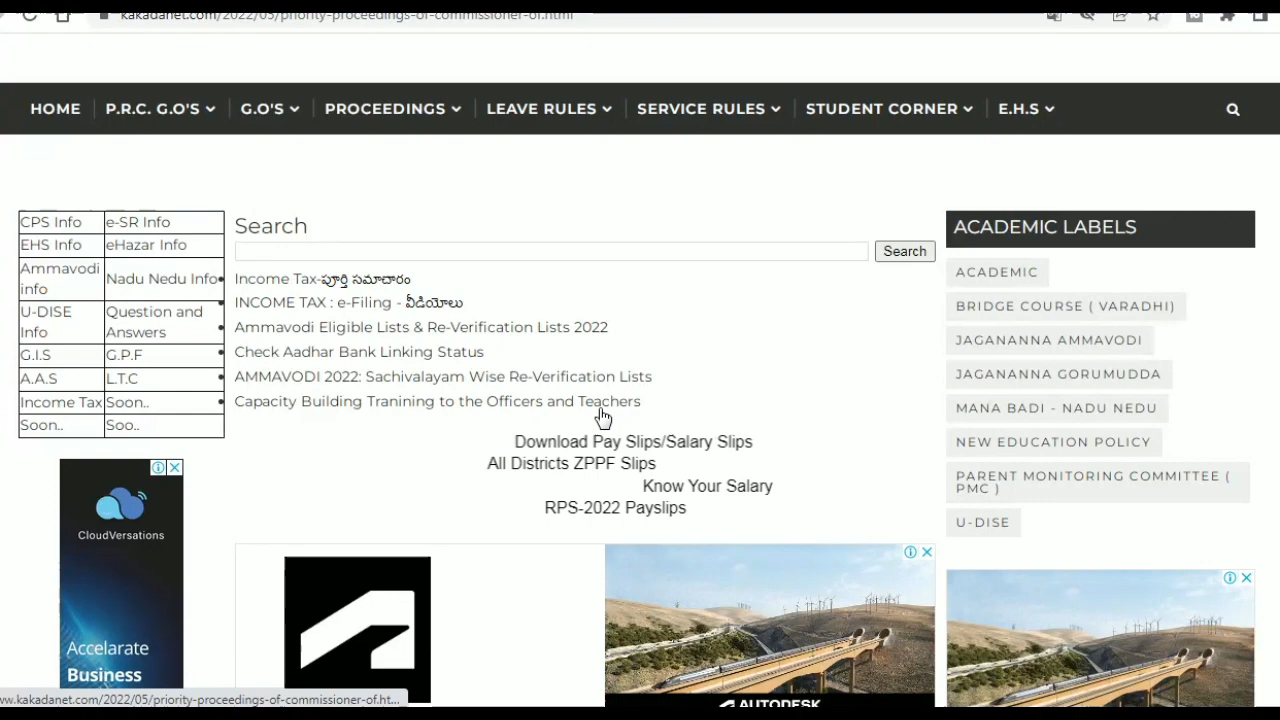 kakadanet.com/2022/05/priority-proceedings-of-commissioner-of.html
HOME P.R.C. G.O'S G.O'S PROCEEDINGS LEAVE RULES SERVICE RULES STUDENT CORNER E.H.S
CPS Info e-SR Info
EHS Info eHazar Info
Ammavodi info
Nadu Nedu Info
U-DISE Info
Question and Answers
G.I.S G.P.F
A.A.S L.T.C
Income Tax Soon..
Soon.. Soo..
Search
Search
Income Tax-పూర్తి సమాచారం
INCOME TAX : e-Filing - వీడియోలు
Ammavodi Eligible Lists & Re-Verification Lists 2022
Check Aadhar Bank Linking Status
AMMAVODI 2022: Sachivalayam Wise Re-Verification Lists
Capacity Building Tranining to the Officers and Teachers
Download Pay Slips/Salary Slips
All Districts ZPPF Slips
Know Your Salary
RPS-2022 Payslips
ACADEMIC LABELS
ACADEMIC
BRIDGE COURSE ( VARADHI)
JAGANANNA AMMAVODI
JAGANANNA GORUMUDDA
MANA BADI - NADU NEDU
NEW EDUCATION POLICY
PARENT MONITORING COMMITTEE (
PMC )
U-DISE
CloudVersations
Accelarate
Business
AUTODESK
ww.kakadanet.com/2022/05/priority-proceedings-of-commissioner-of.ht...